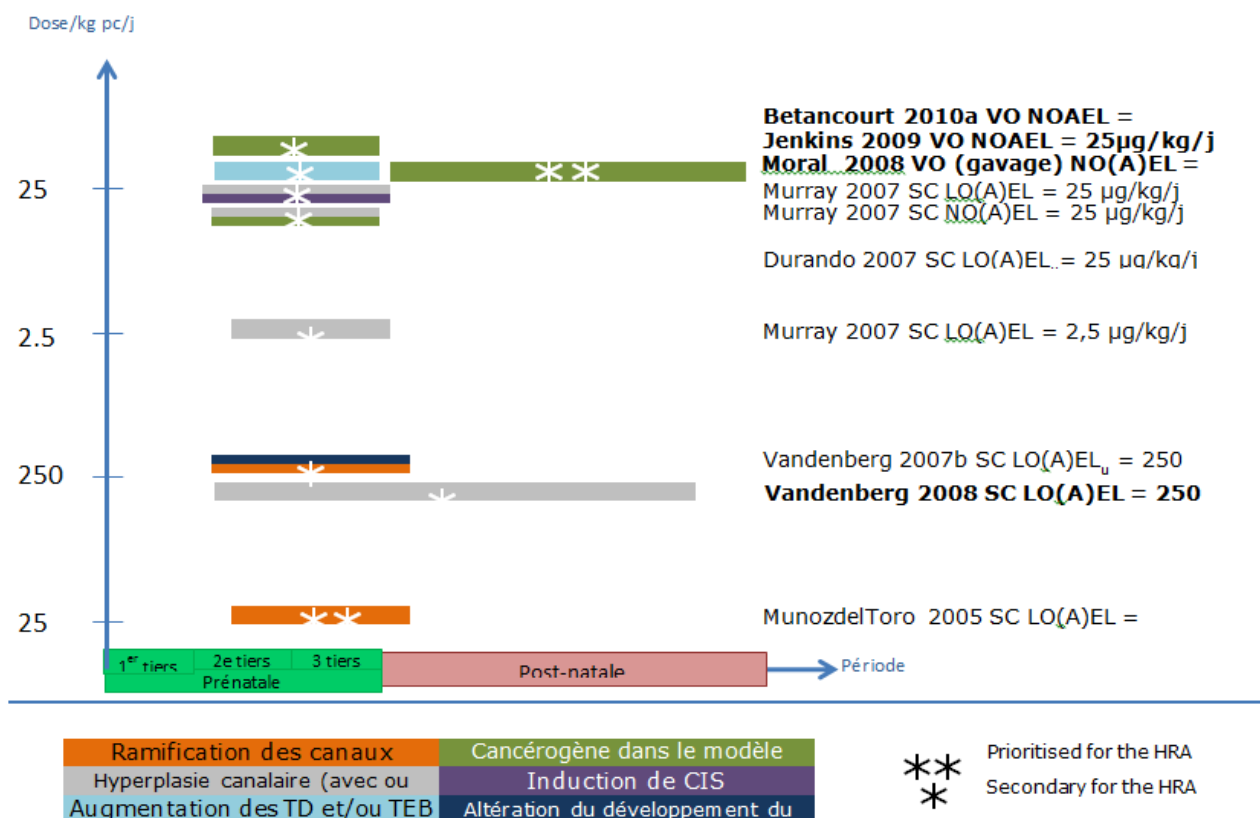 Dose/kg pc/j
Betancourt 2010a VO NOAEL =
Jenkins 2009 VO NOAEL = 25µg/kg/j
Moral 2008 VO (gavage) NO(A)EL =
25
Murray 2007 SC LO(A)EL = 25 µg/kg/j
Murray 2007 SC NO(A)EL = 25 µg/kg/j
Durando 2007 SC LO(A)EL = 25 µg/kg/j
2.5
Murray 2007 SC LO(A)EL = 2,5 µg/kg/j
250
Vandenberg 2007b SC LO(A)ELu = 250
Vandenberg 2008 SC LO(A)EL = 250
25
MunozdelToro 2005 SC LO(A)EL =
1er tiers
2e tiers
3 tiers
Prénatale
Post-natale
Période
Ramification des canaux
Cancérogène dans le modèle
Hyperplasie canalaire (avec ou
Induction de CIS
Augmentation des TD et/ou TEB
Altération du développement du
** Prioritised for the HRA
* Secondary for the HRA